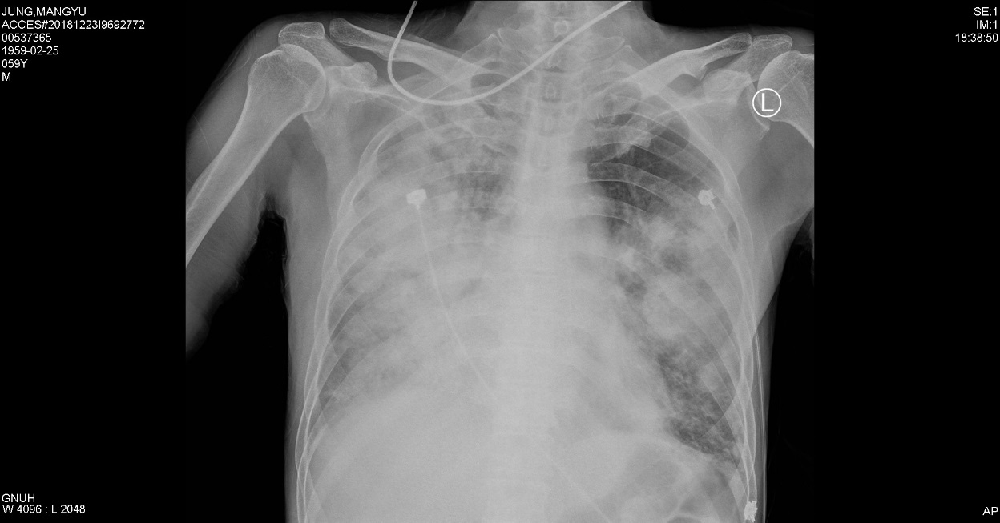 JUNG,MANGYU
ACCES#20181223I9692772
00537365
1959-02-25
059Y
M
SE:1
IM:1
18:38:50
L
GNUH
W 4096 : L 2048
AP